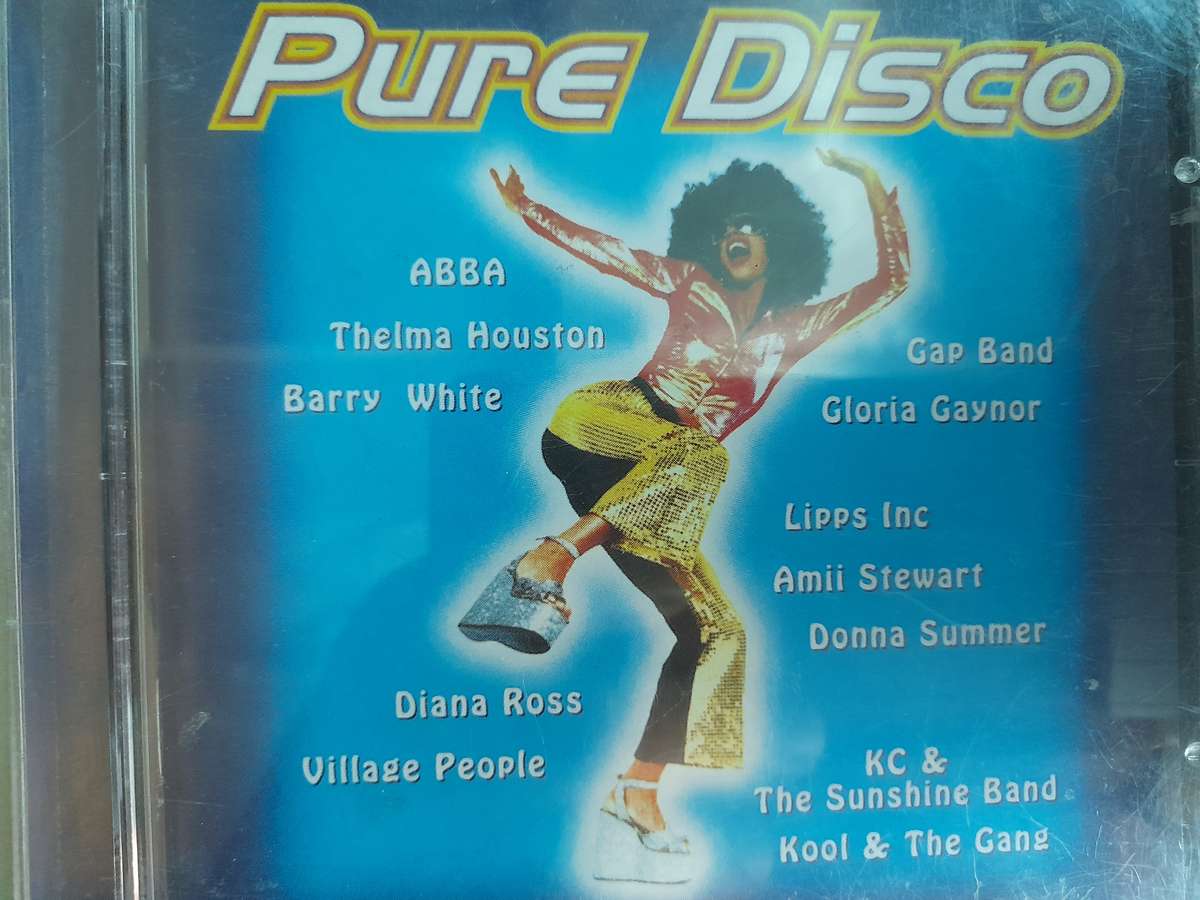 Pure Disco
ABBA
Thelma Houston
Barry White
Gap Band
Gloria Gaynor
Lipps Inc
Amii Stewart
Donna Summer
Diana Ross
Village People
KC &
The Sunshine Band
Kool & The Gang